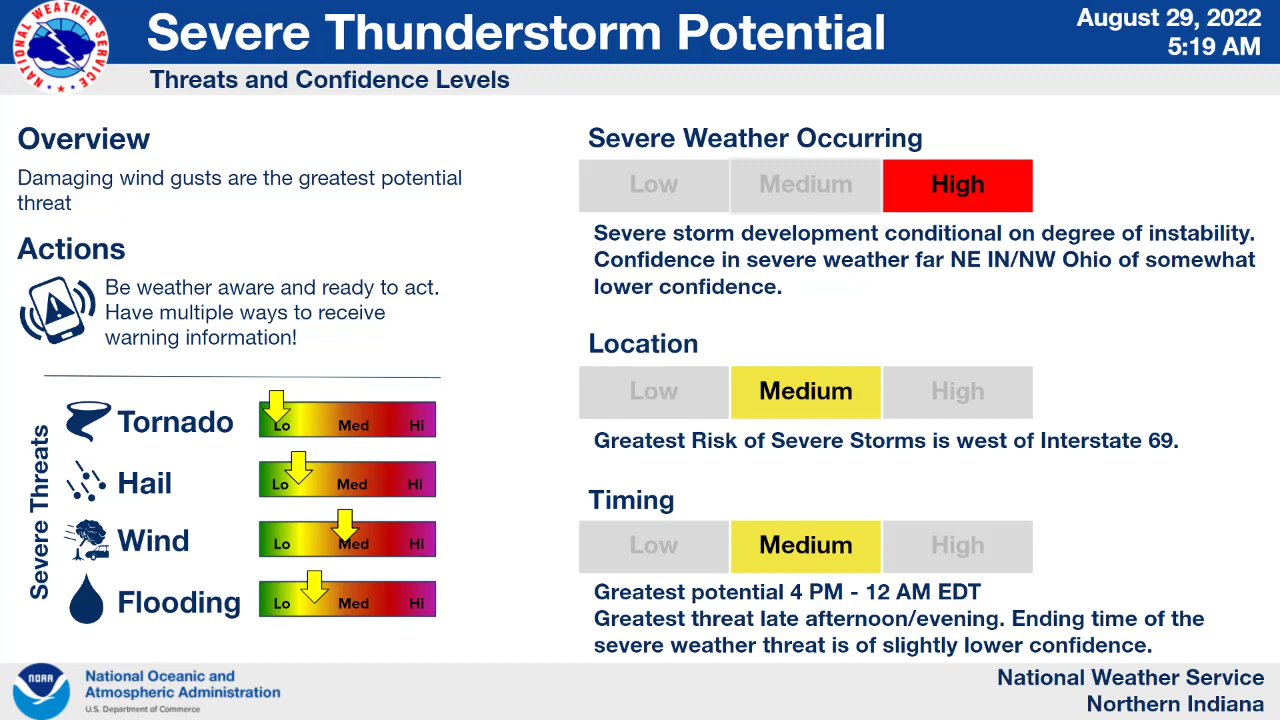 NATIONAL WEATHER SERVICE
Severe Thunderstorm Potential
August 29, 2022
5:19 AM
Threats and Confidence Levels
Overview
Damaging wind gusts are the greatest potential
threat
Actions
Be weather aware and ready to act.
Have multiple ways to receive
warning information!
Severe Threats
Tornado
Lo Med Hi
Hail
Lo Med Hi
Wind
Lo Med Hi
Flooding
Lo Med Hi
Severe Weather Occurring
Low Medium High
Severe storm development conditional on degree of instability.
Confidence in severe weather far NE IN/NW Ohio of somewhat
lower confidence.
Location
Low Medium High
Greatest Risk of Severe Storms is west of Interstate 69.
Timing
Low Medium High
Greatest potential 4 PM - 12 AM EDT
Greatest threat late afternoon/evening. Ending time of the
severe weather threat is of slightly lower confidence.
NOAA
National Oceanic and
Atmospheric Administration
U.S. Department of Commerce
National Weather Service
Northern Indiana